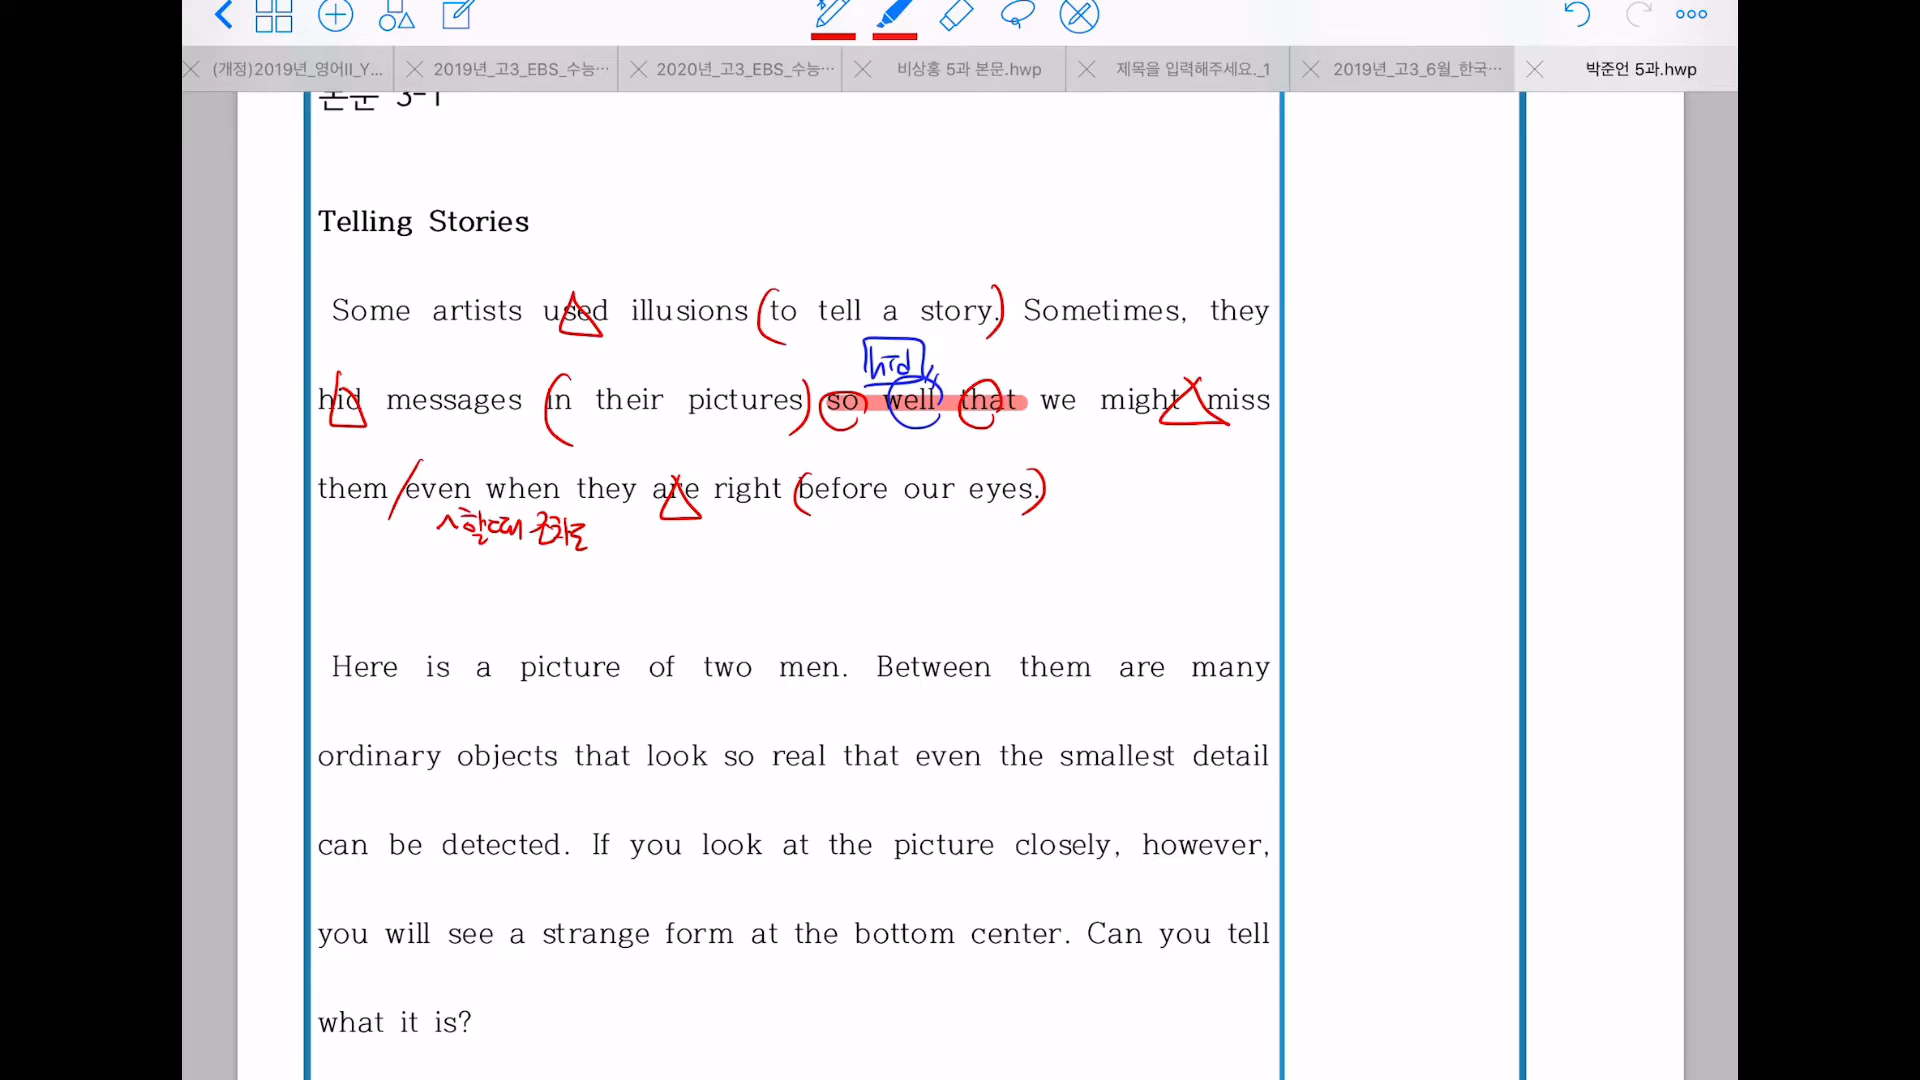 (개정)2019년_영어II_Y...
2019년_고3_EBS_수능···
2020년_고3_EBS_수능···
비상홍 5과 본문.hwp
제목을 입력해주세요._1
2019년_고3_6월_한국···
박준언 5과.hwp
본문 3-1
Telling Stories
Some artists used illusions (to tell a story.) Sometimes, they
hid
hid messages (in their pictures) so well that we might miss
them / even when they are right (before our eyes.)
~할때 조차도
Here is a picture of two men. Between them are many
ordinary objects that look so real that even the smallest detail
can be detected. If you look at the picture closely, however,
you will see a strange form at the bottom center. Can you tell
what it is?